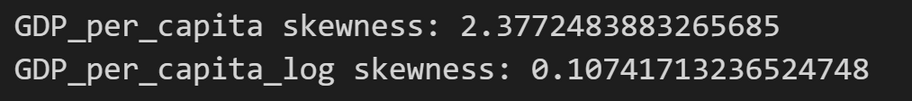 GDP_per_capita skewness: 2.3772483883265685
GDP_per_capita_log skewness: 0.10741713236524748